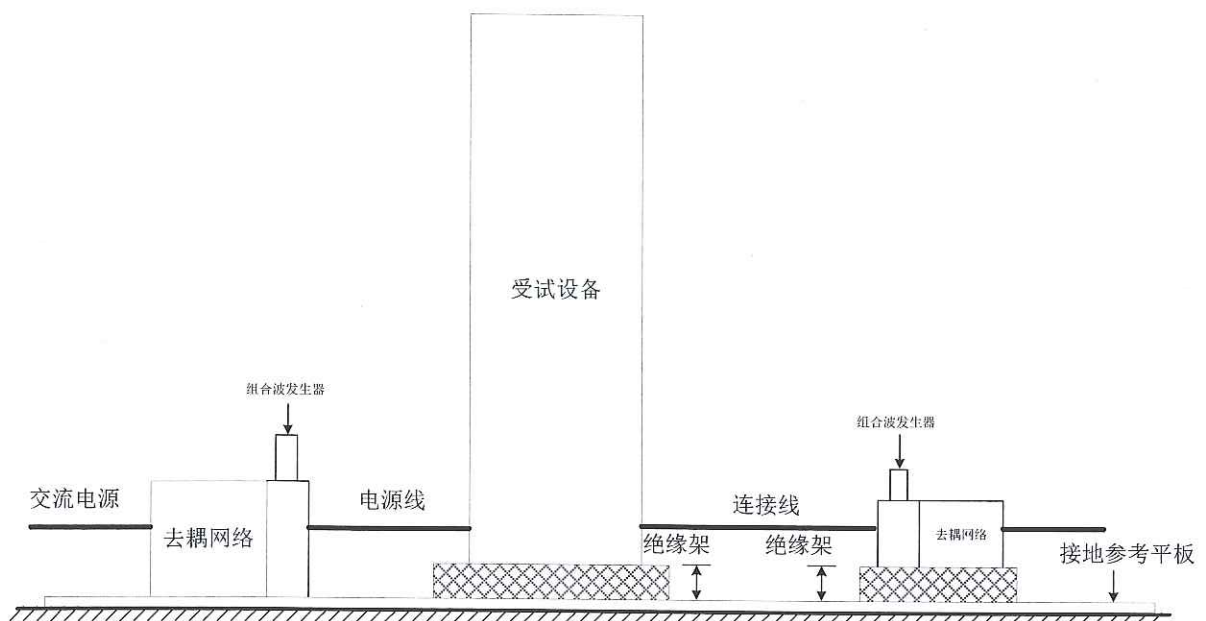 受试设备
组合波发生器
组合波发生器
交流电源
电源线
连接线
去耦网络
去耦网络
绝缘架
绝缘架
接地参考平板